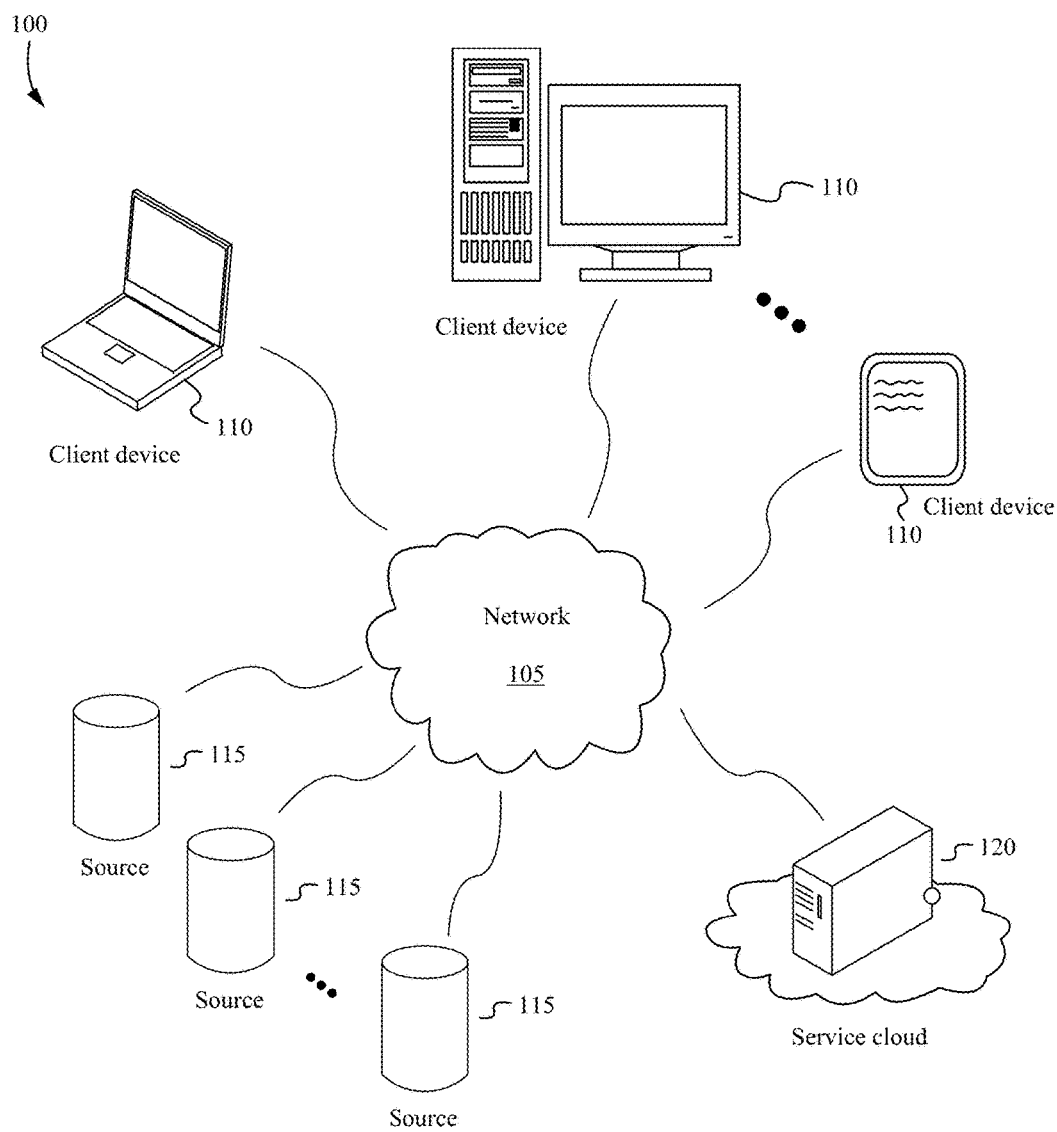 100
110
Client device
110
Client device
110
Client device
Network
105
115
Source
115
Source
115
Source
120
Service cloud